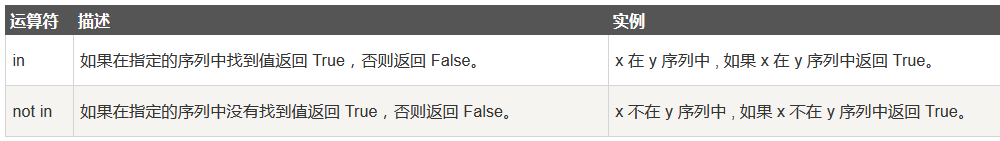 运算符 描述 实例
in 如果在指定的序列中找到值返回 True，否则返回 False。 x 在 y 序列中 , 如果 x 在 y 序列中返回 True。
not in 如果在指定的序列中没有找到值返回 True，否则返回 False。 x 不在 y 序列中 , 如果 x 不在 y 序列中返回 True。